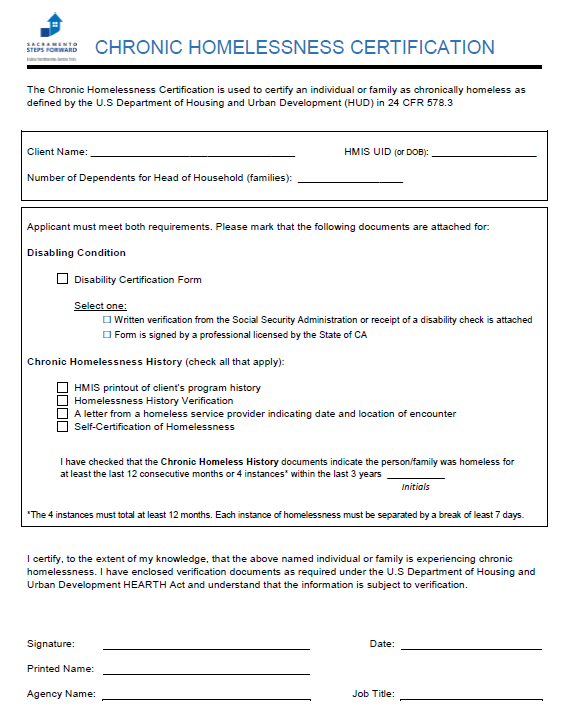 SACRAMENTO
STEPS FORWARD
CHRONIC HOMELESSNESS CERTIFICATION
The Chronic Homelessness Certification is used to certify an individual or family as chronically homeless as
defined by the U.S Department of Housing and Urban Development (HUD) in 24 CFR 578.3
Client Name: HMIS UID (or DOB):
Number of Dependents for Head of Household (families):
Applicant must meet both requirements. Please mark that the following documents are attached for:
Disabling Condition
Disability Certification Form
Select one:
Written verification from the Social Security Administration or receipt of a disability check is attached
Form is signed by a professional licensed by the State of CA
Chronic Homelessness History (check all that apply):
HMIS printout of client's program history
Homelessness History Verification
A letter from a homeless service provider indicating date and location of encounter
Self-Certification of Homelessness
I have checked that the Chronic Homeless History documents indicate the person/family was homeless for
at least the last 12 consecutive months or 4 instances* within the last 3 years
Initials
*The 4 instances must total at least 12 months. Each instance of homelessness must be separated by a break of least 7 days.
I certify, to the extent of my knowledge, that the above named individual or family is experiencing chronic
homelessness. I have enclosed verification documents as required under the U.S Department of Housing and
Urban Development HEARTH Act and understand that the information is subject to verification.
Signature: Date:
Printed Name:
Agency Name: Job Title: